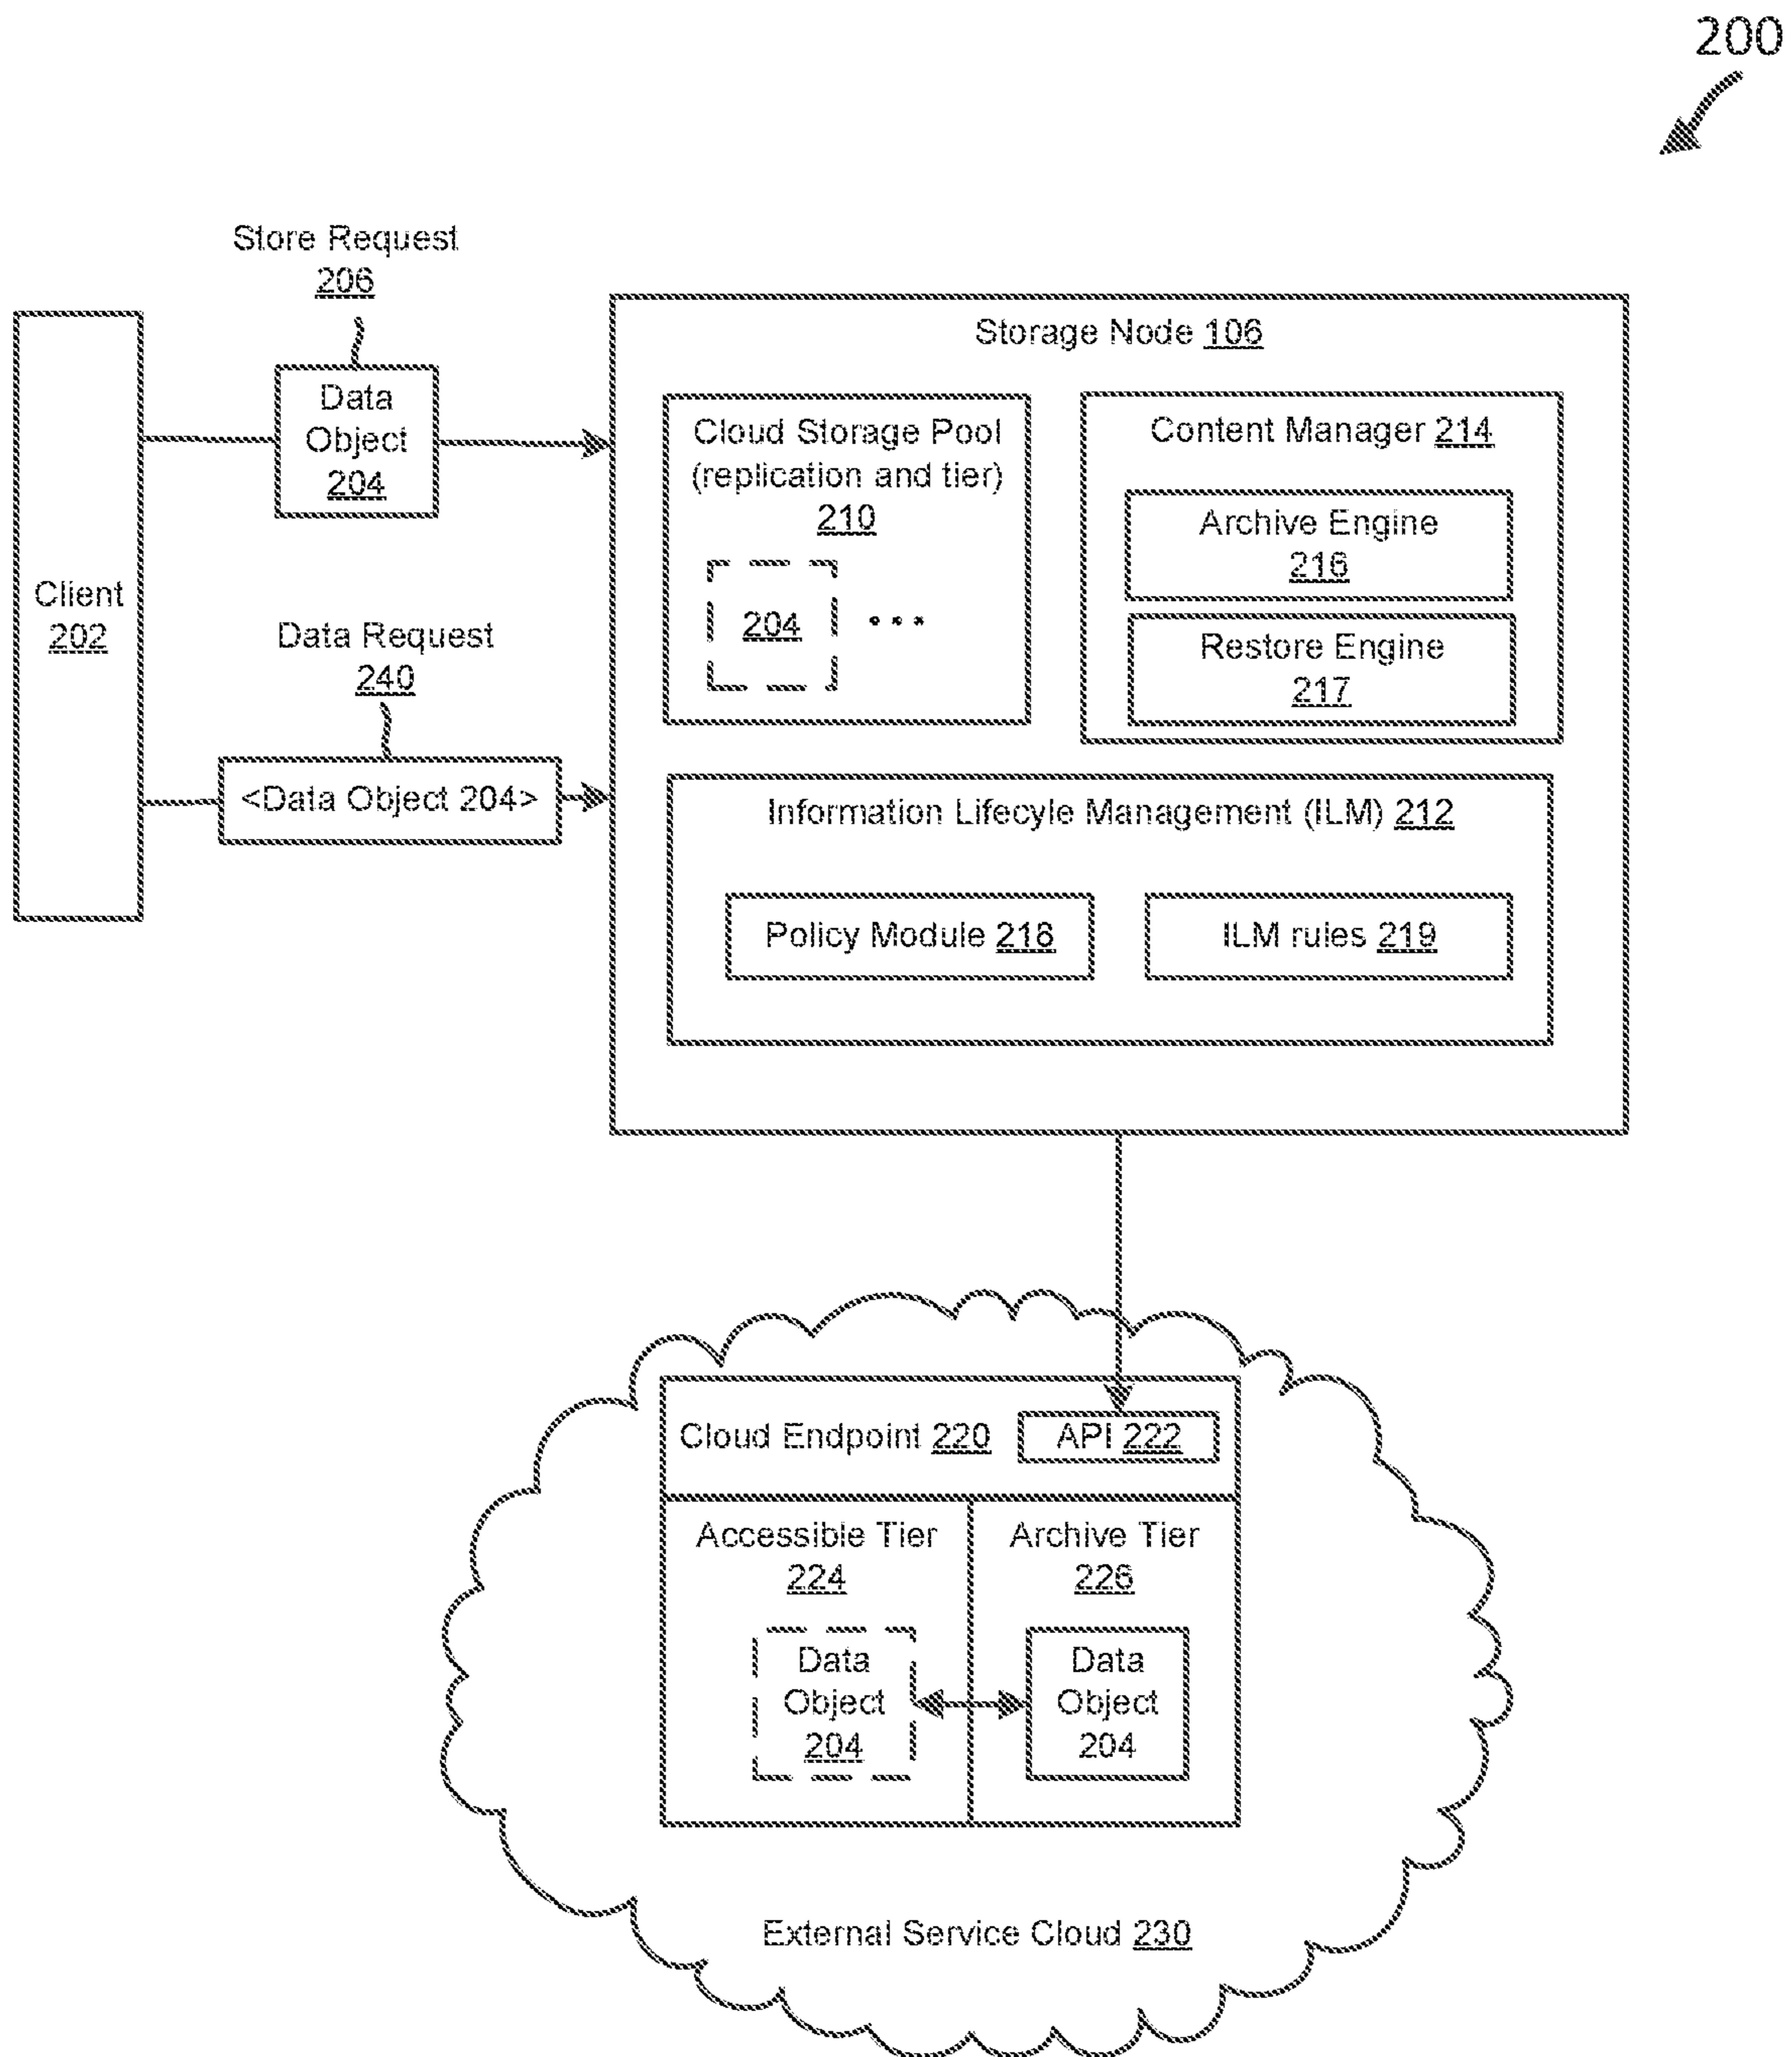 200
Store Request
206
Data
Object
204
Client
202
Data Request
240
<Data Object 204>
Storage Node 106
Cloud Storage Pool
(replication and tier)
210
204
Content Manager 214
Archive Engine
216
Restore Engine
217
Information Lifecyle Management (ILM) 212
Policy Module 218
ILM rules 219
Cloud Endpoint 220
API 222
Accessible Tier
224
Data
Object
204
Archive Tier
226
Data
Object
204
External Service Cloud 230